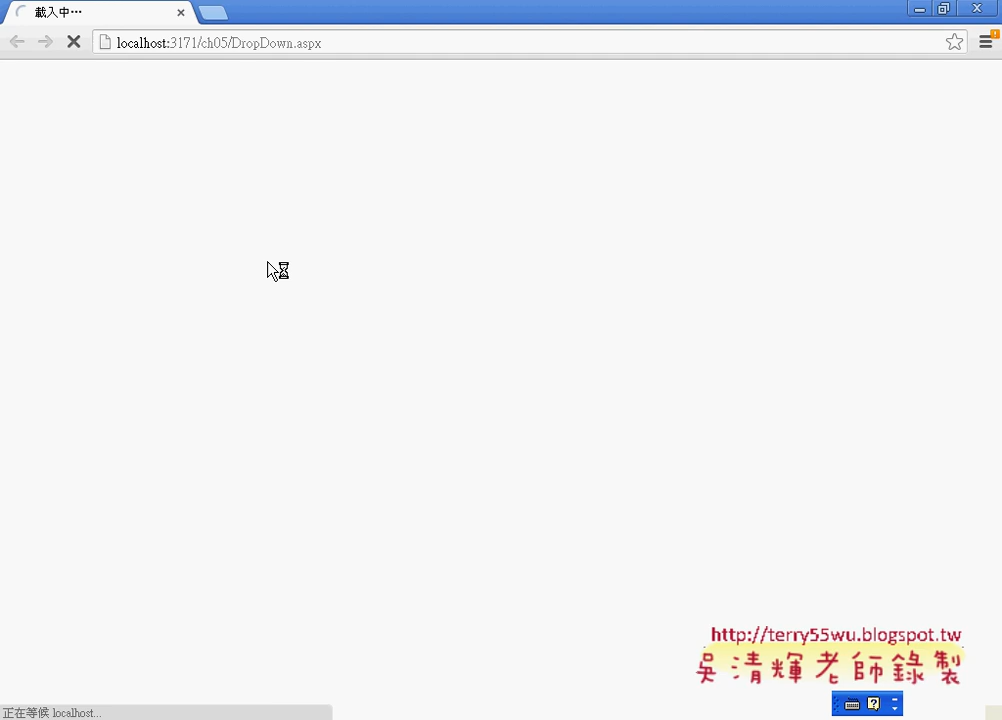 載入中…
localhost:3171/ch05/DropDown.aspx
http://terry55wu.blogspot.tw
吳清輝老師錄製
正在等候 localhost...